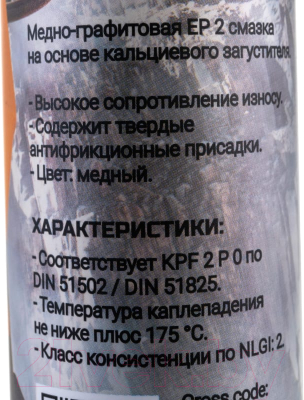 Медно-графитовая EP 2 смазка
на основе кальциевого загустителя.
- Высокое сопротивление износу.
- Содержит твердые
антифрикционные присадки.
- Цвет: медный.
ХАРАКТЕРИСТИКИ:
- Соответствует KPF 2 P 0 по
DIN 51502 / DIN 51825.
- Температура каплепадения
не ниже плюс 175 °C.
- Класс консистенции по NLGI: 2
Cross code: